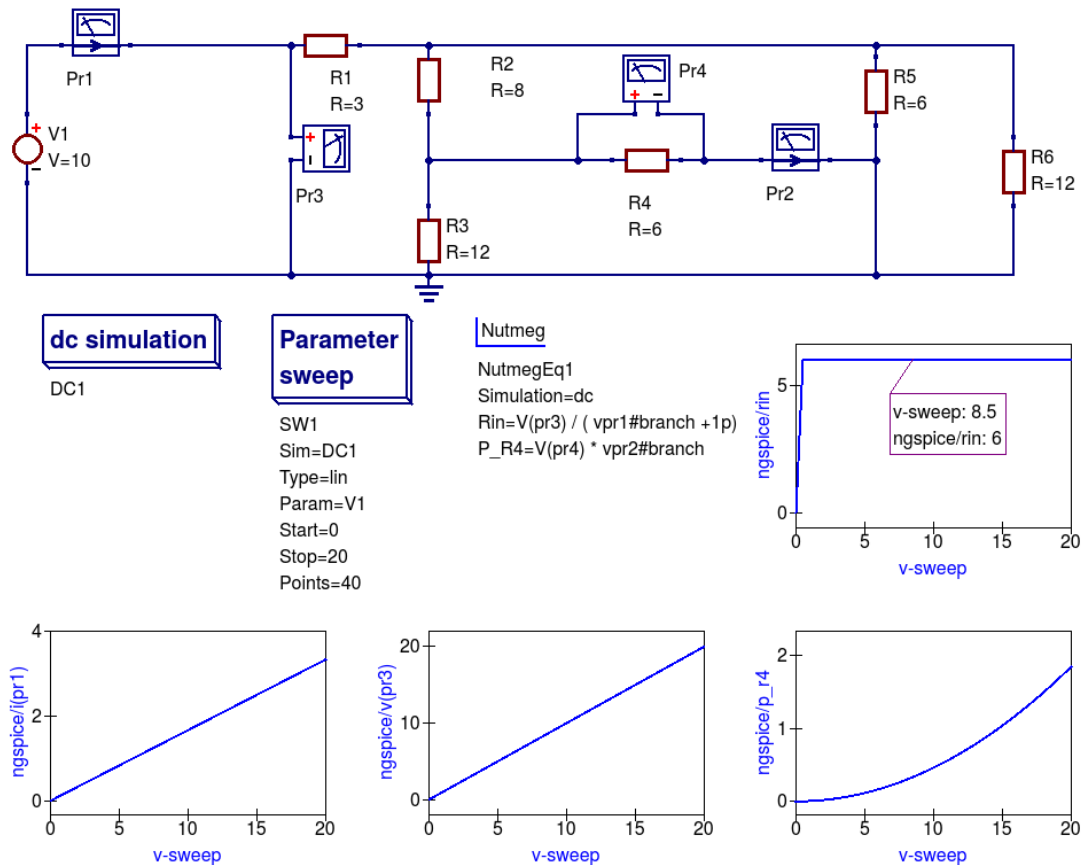 Pr1
V1
V=10
R1
R=3
Pr3
R2
R=8
R3
R=12
Pr4
R4
R=6
Pr2
R5
R=6
R6
R=12
dc simulation
DC1
Parameter
sweep
SW1
Sim=DC1
Type=lin
Param=V1
Start=0
Stop=20
Points=40
Nutmeg
NutmegEq1
Simulation=dc
Rin=V(pr3) / ( vpr1#branch +1p)
P_R4=V(pr4) * vpr2#branch
ngspice/rin
5
0
v-sweep: 8.5
ngspice/rin: 6
0 5 10 15 20
v-sweep
ngspice/i(pr1)
4
2
0
0 5 10 15 20
v-sweep
ngspice/v(pr3)
20
10
0
0 5 10 15 20
v-sweep
ngspice/p_r4
2
1
0
0 5 10 15 20
v-sweep